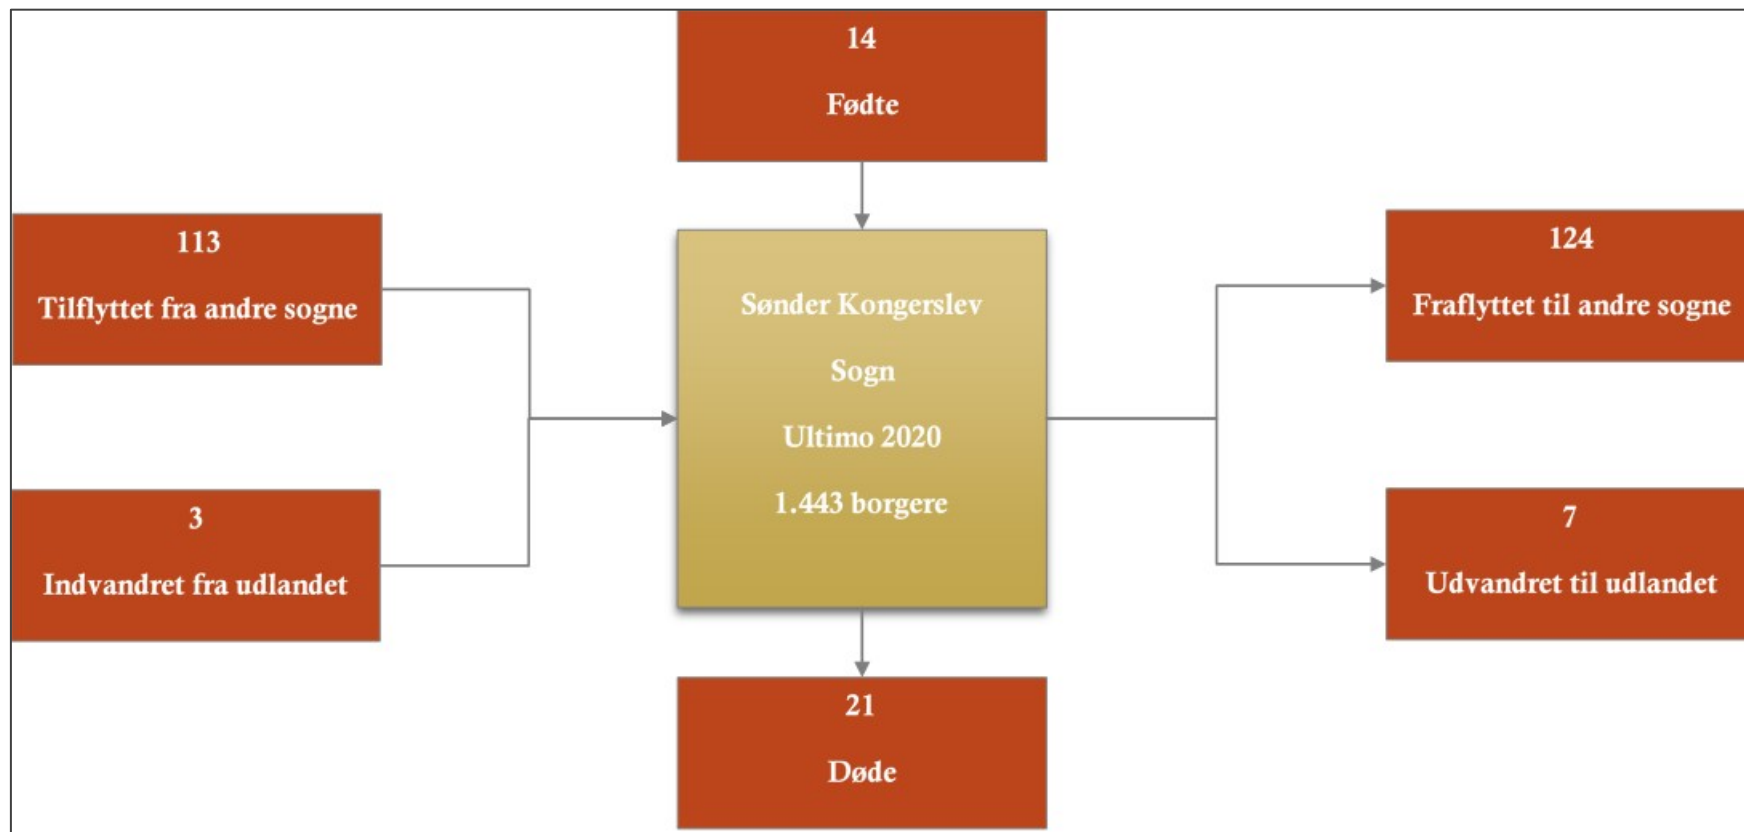 14
Fødte
113
Tilflyttet fra andre sogne
3
Indvandret fra udlandet
Sønder Kongerslev
Sogn
Ultimo 2020
1.443 borgere
124
Fraflyttet til andre sogne
7
Udvandret til udlandet
21
Døde